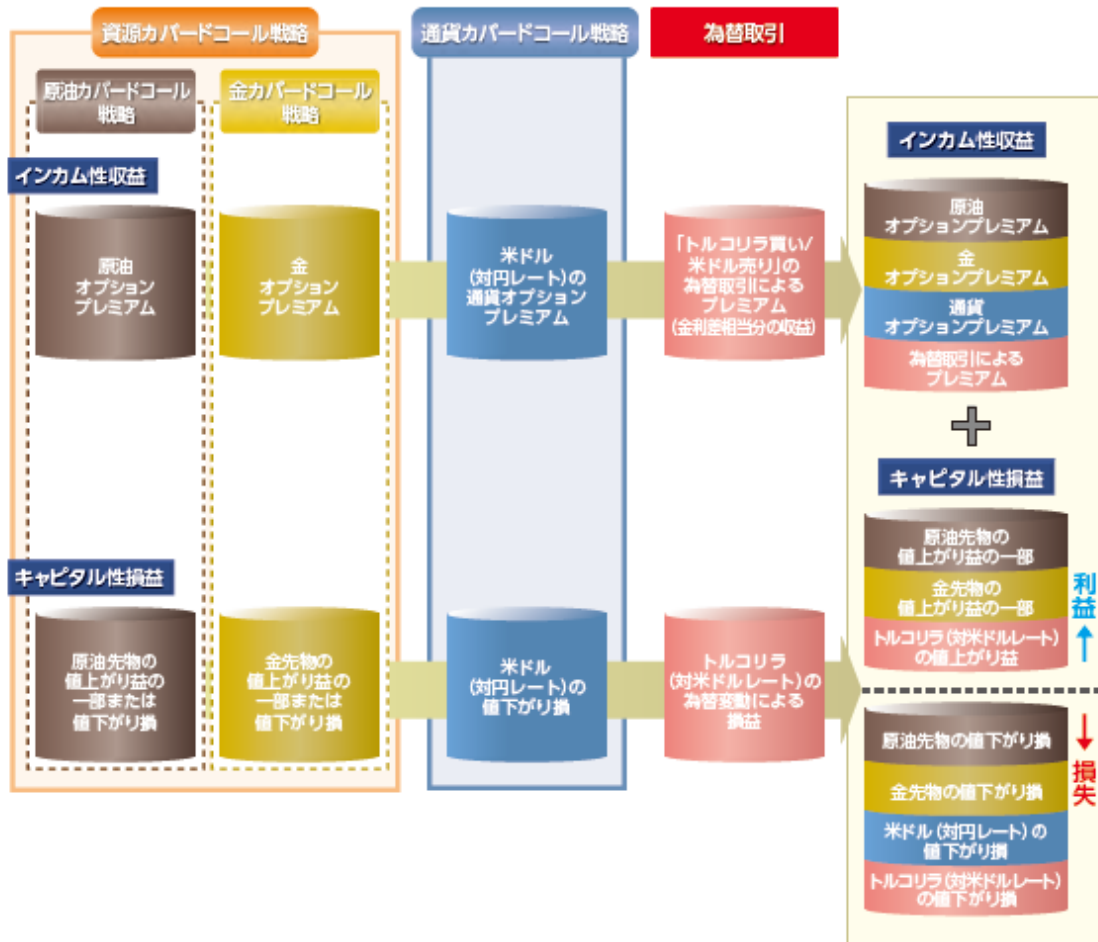 資源カバードコール戦略
通貨カバードコール戦略
為替取引
原油カバードコール
戦略
金カバードコール
戦略
インカム性収益
原油
オプション
プレミアム
金
オプション
プレミアム
米ドル
(対円レート)の
通貨オプション
プレミアム
「トルコリラ買い/
米ドル売り」の
為替取引による
プレミアム
(金利差相当分の収益)
インカム性収益
原油
オプションプレミアム
金
オプションプレミアム
通貨
オプションプレミアム
為替取引による
プレミアム
キャピタル性損益
原油先物の
値上がり益の
一部または
値下がり損
金先物の
値上がり益の
一部または
値下がり損
米ドル
(対円レート)の
値下がり損
トルコリラ
(対米ドルレート)の
為替変動による
損益
+
キャピタル性損益
原油先物の
値上がり益の一部
金先物の
値上がり益の一部
トルコリラ(対米ドルレート)
の値上がり益
利益
↑
原油先物の値下がり損
金先物の値下がり損
米ドル(対円レート)の
値下がり損
トルコリラ(対米ドルレート)
の値下がり損
↓
損失